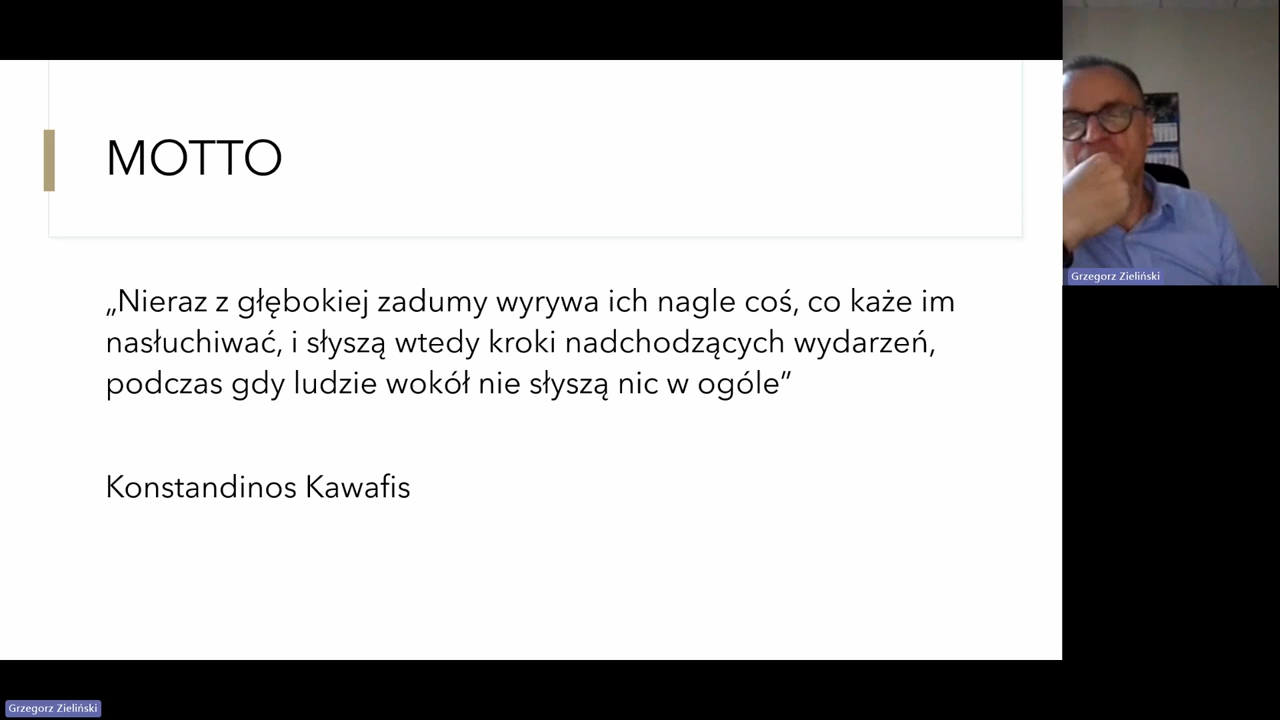 MOTTO
„Nieraz z głębokiej zadumy wyrywa ich nagle coś, co każe im
nasłuchiwać, i słyszą wtedy kroki nadchodzących wydarzeń,
podczas gdy ludzie wokół nie słyszą nic w ogóle”
Konstandinos Kawafis
Grzegorz Zieliński
Grzegorz Zieliński